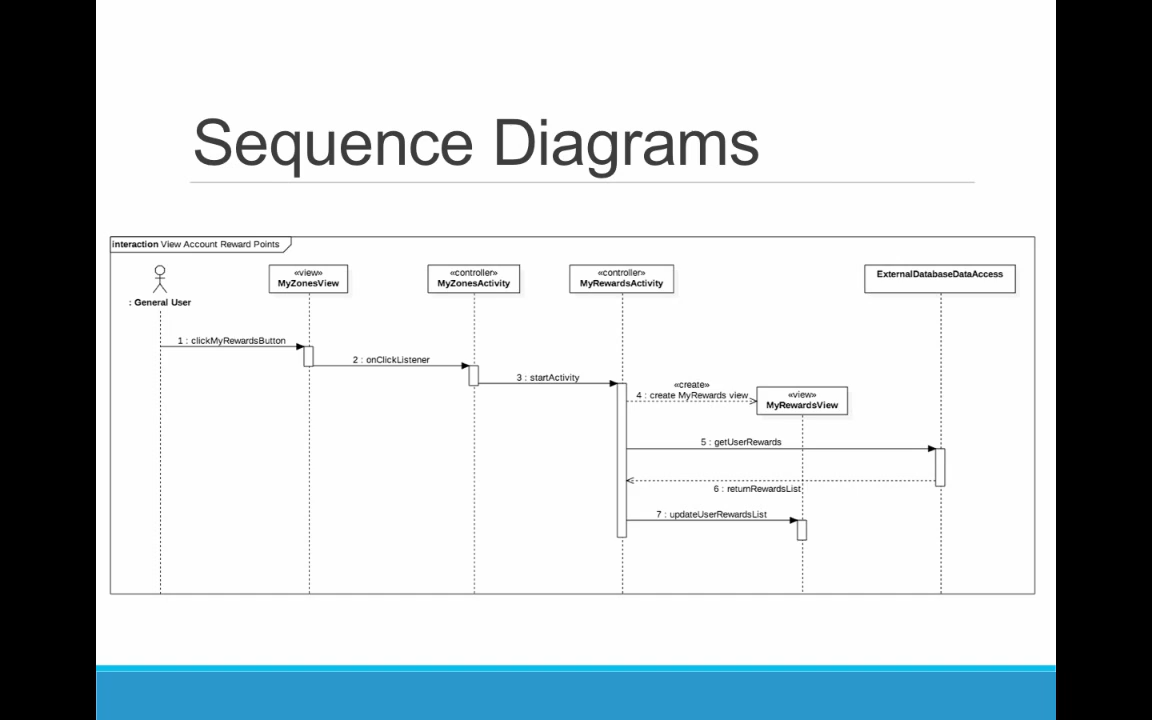 Sequence Diagrams
interaction View Account Reward Points
«view»
MyZonesView
«controller»
MyZonesActivity
«controller»
MyRewardsActivity
ExternalDatabaseDataAccess
: General User
1 : clickMyRewardsButton
2 : onClickListener
3 : startActivity
«create»
4 : create MyRewards view
«view»
MyRewardsView
5 : getUserRewards
6 : returnRewardsList
7 : updateUserRewardsList